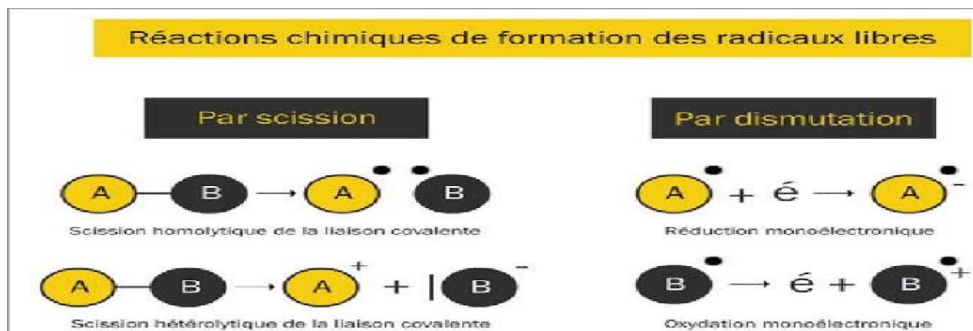 Réactions chimiques de formation des radicaux libres
Par scission
A B → A• •B
Scission homolytique de la liaison covalente
A B → A+ + |B-
Scission hétérolytique de la liaison covalente
Par dismutation
A• + é → A•-
Réduction monoélectronique
B• → é + B•+
Oxydation monoélectronique